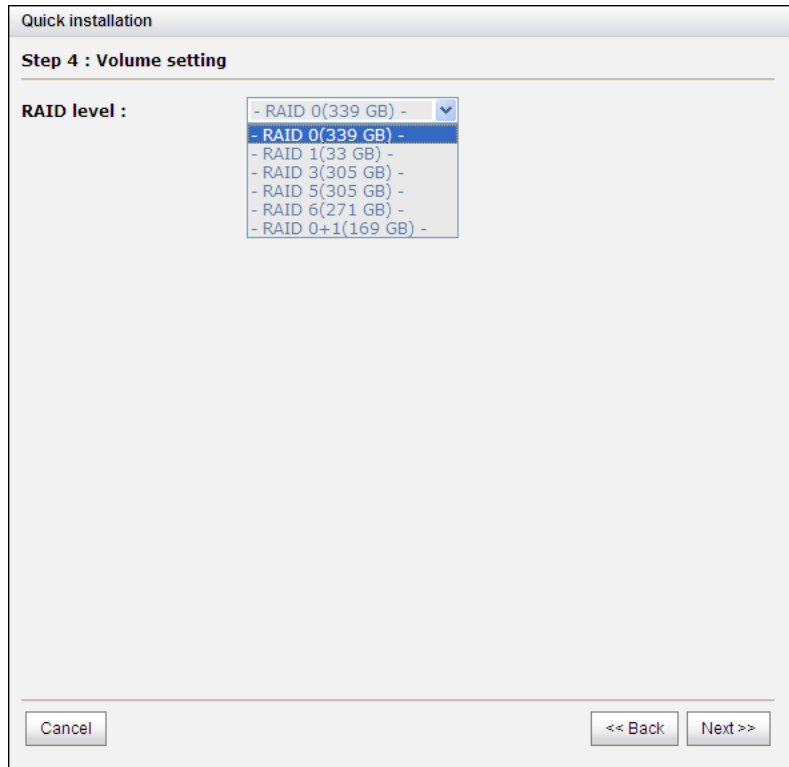 Quick installation
Step 4 : Volume setting
RAID level :
- RAID 0(339 GB) -
- RAID 0(339 GB) -
- RAID 1(33 GB) -
- RAID 3(305 GB) -
- RAID 5(305 GB) -
- RAID 6(271 GB) -
- RAID 0+1(169 GB) -
Cancel
<< Back
Next >>